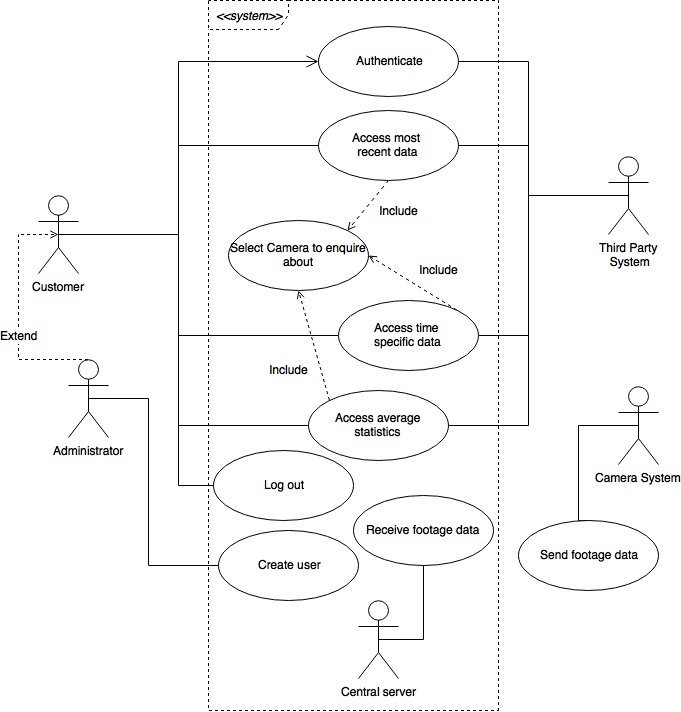 <<system>>
Authenticate
Access most
recent data
Include
Customer
Third Party
System
Select Camera to enquire
about
Include
Access time
specific data
Extend
Include
Access average
statistics
Administrator
Camera System
Log out
Receive footage data
Send footage data
Create user
Central server